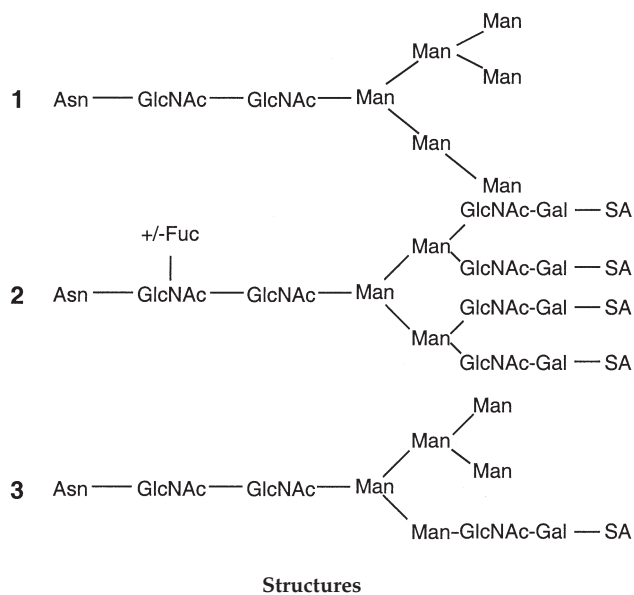 Man
Man
Man
1 Asn GlcNAc GlcNAc Man
Man
Man
GlcNAc-Gal SA
+/-Fuc
Man
GlcNAc-Gal SA
2 Asn GlcNAc GlcNAc Man
GlcNAc-Gal SA
Man
GlcNAc-Gal SA
Man
Man
Man
3 Asn GlcNAc GlcNAc Man
Man-GlcNAc-Gal SA
Structures